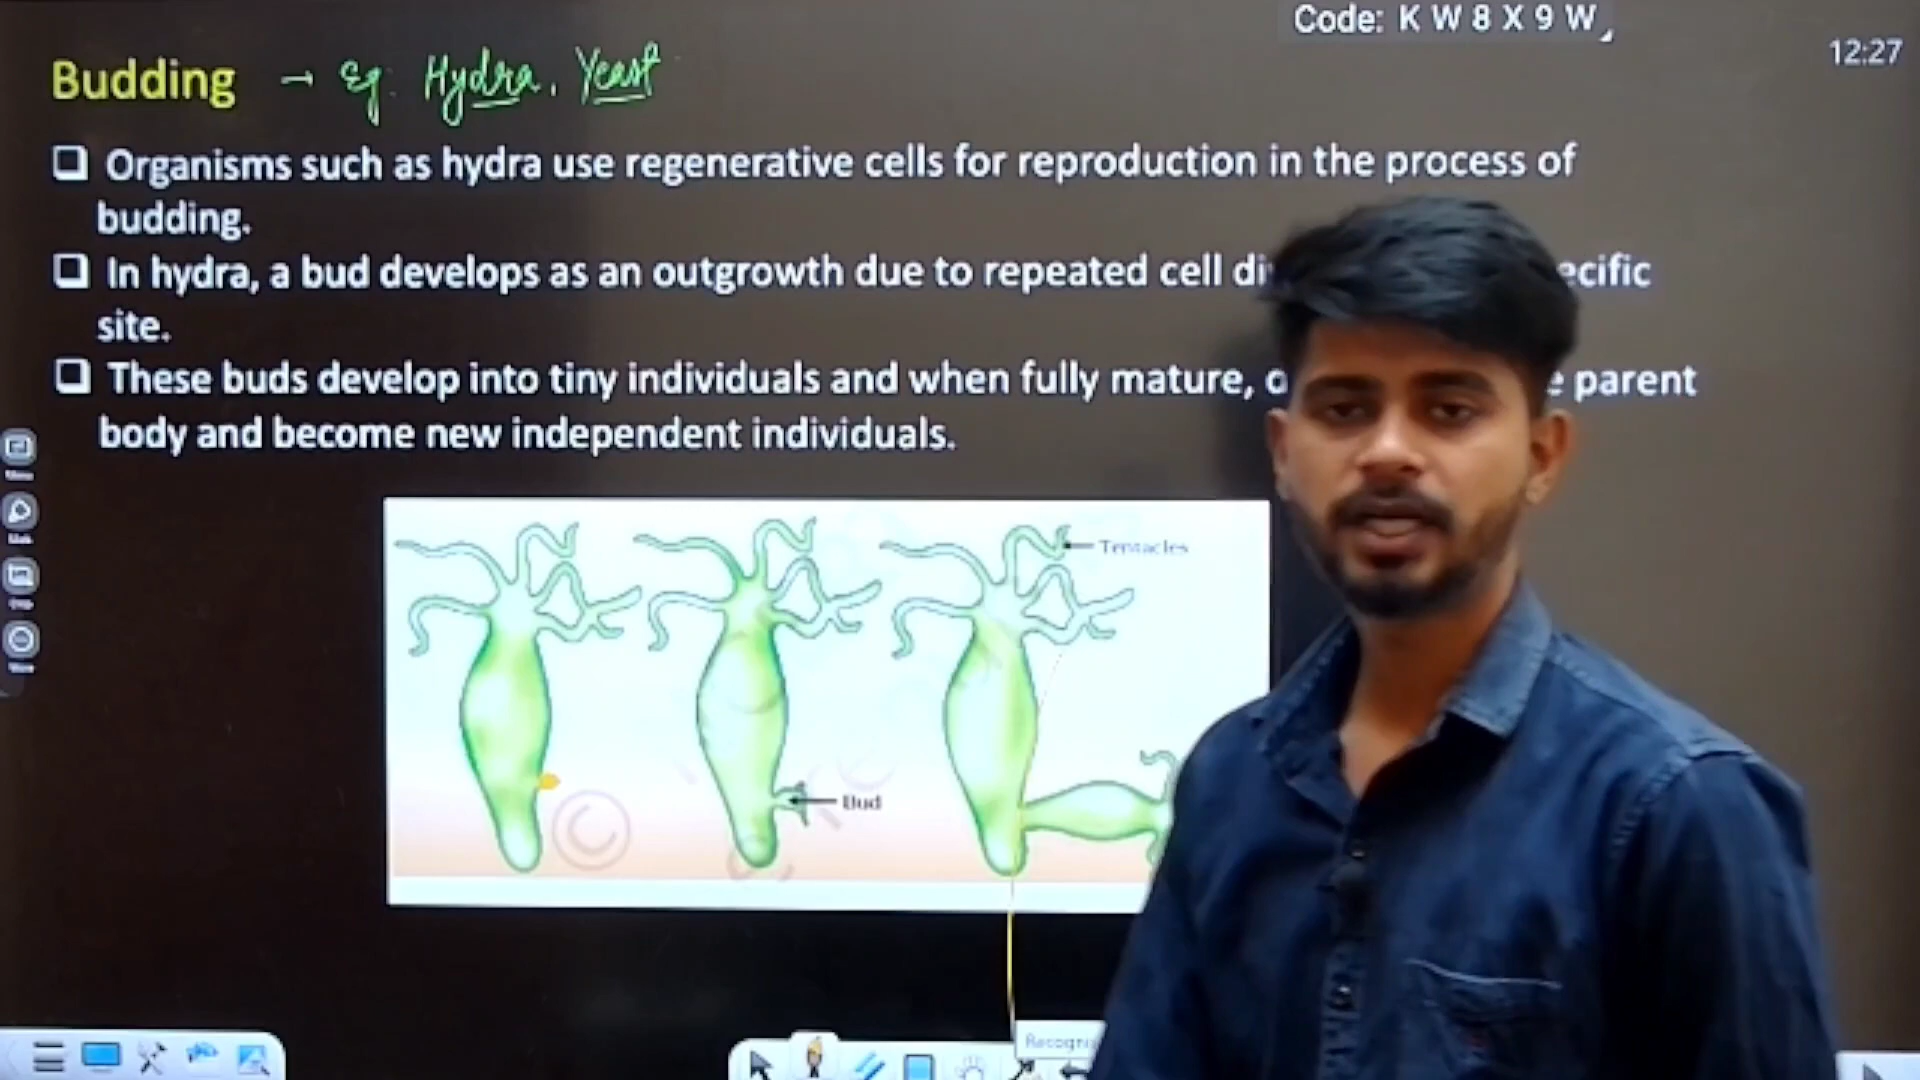 Code: K W 8 X 9 W
12:27
Budding → Eg. Hydra, Yeast
❑ Organisms such as hydra use regenerative cells for reproduction in the process of
budding.
❑ In hydra, a bud develops as an outgrowth due to repeated cell di ecific
site.
❑ These buds develop into tiny individuals and when fully mature, d e parent
body and become new independent individuals.
Tentacles
Bud
©
Recogni